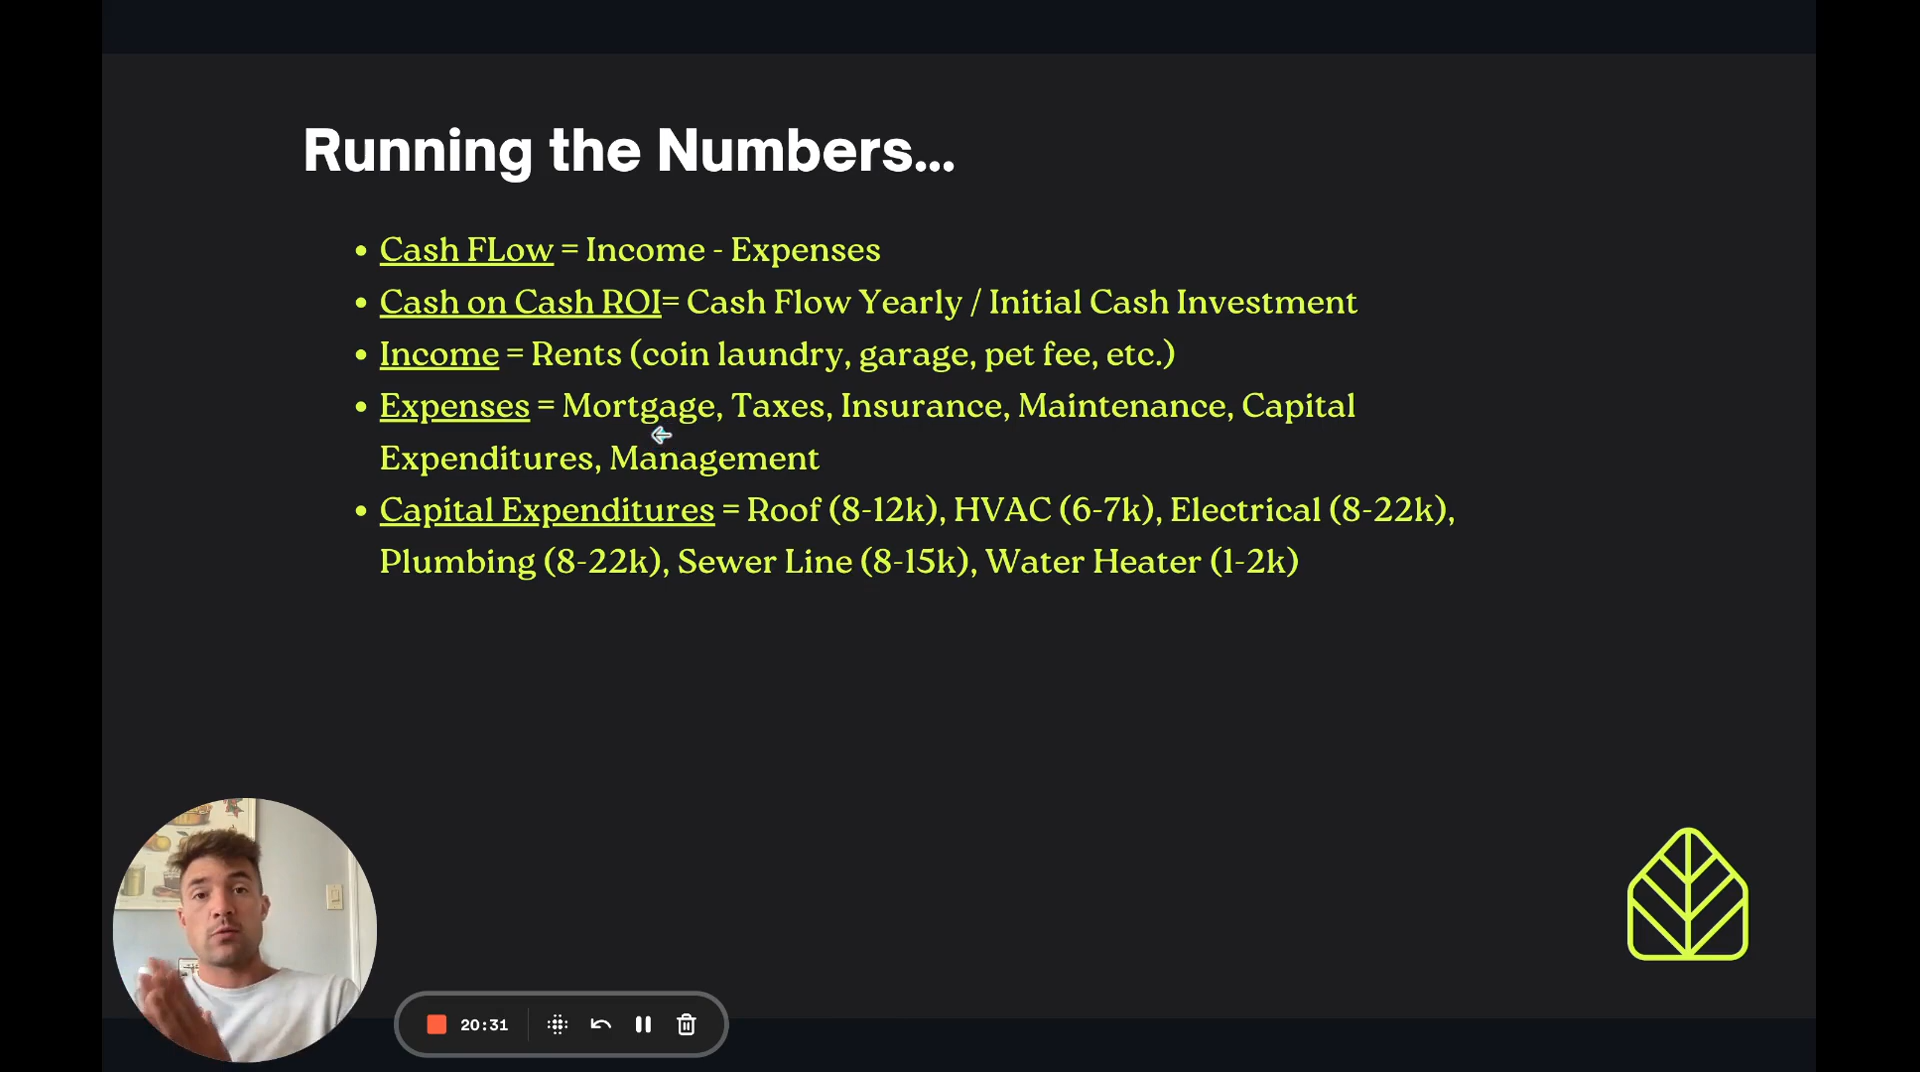 Running the Numbers...
• Cash FLow = Income - Expenses
• Cash on Cash ROI= Cash Flow Yearly / Initial Cash Investment
• Income = Rents (coin laundry, garage, pet fee, etc.)
• Expenses = Mortgage, Taxes, Insurance, Maintenance, Capital
Expenditures, Management
• Capital Expenditures = Roof (8-12k), HVAC (6-7k), Electrical (8-22k),
Plumbing (8-22k), Sewer Line (8-15k), Water Heater (1-2k)
20:31